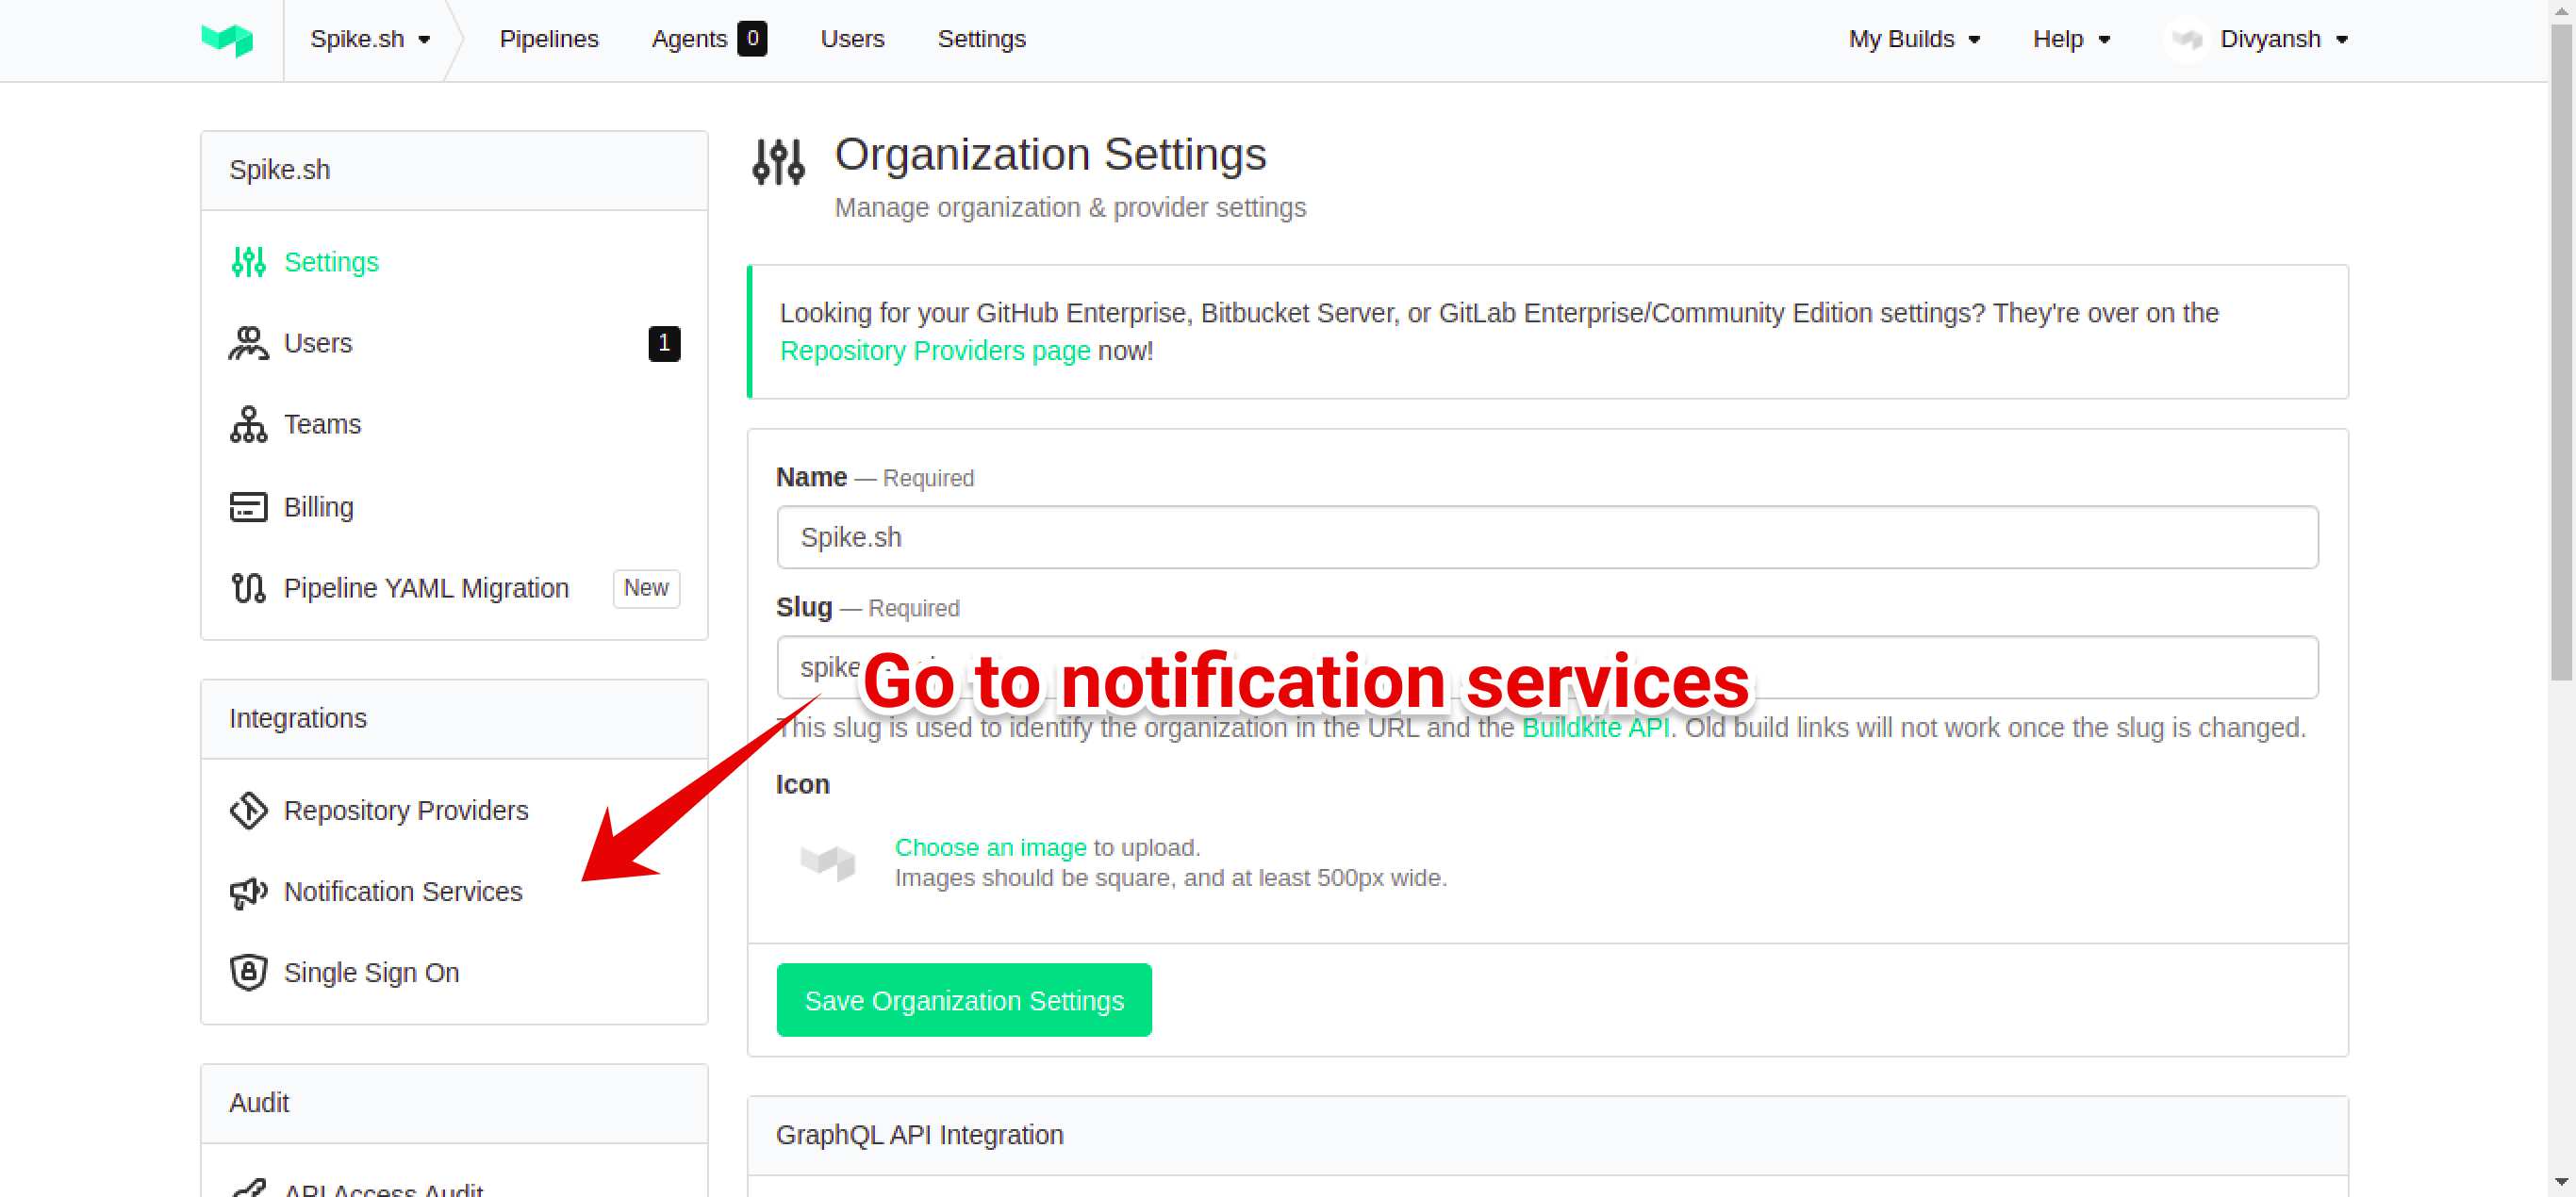 Spike.sh
Pipelines
Agents 0
Users
Settings
My Builds
Help
Divyansh
Spike.sh
Settings
Users 1
Teams
Billing
Pipeline YAML Migration New
Integrations
Repository Providers
Notification Services
Single Sign On
Audit
API Access Audit
Organization Settings
Manage organization & provider settings
Looking for your GitHub Enterprise, Bitbucket Server, or GitLab Enterprise/Community Edition settings? They're over on the
Repository Providers page now!
Name — Required
Spike.sh
Slug — Required
Go to notification services
This slug is used to identify the organization in the URL and the Buildkite API. Old build links will not work once the slug is changed.
Icon
Choose an image to upload.
Images should be square, and at least 500px wide.
Save Organization Settings
GraphQL API Integration